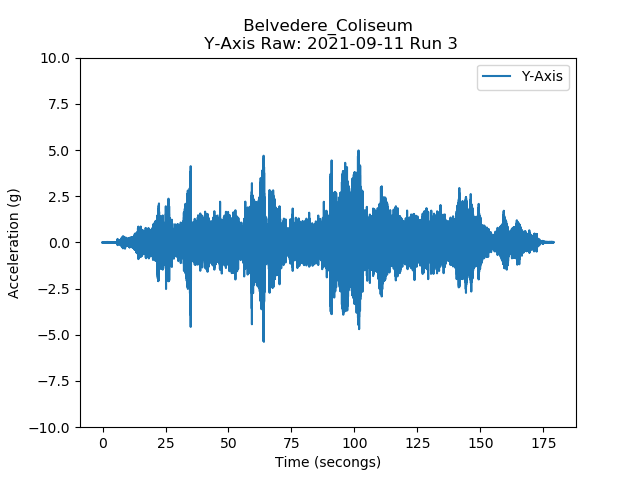 Belvedere_Coliseum
Y-Axis Raw: 2021-09-11 Run 3
Y-Axis
10.0
7.5
5.0
2.5
0.0
−2.5
−5.0
−7.5
−10.0
Acceleration (g)
0 25 50 75 100 125 150 175
Time (secongs)